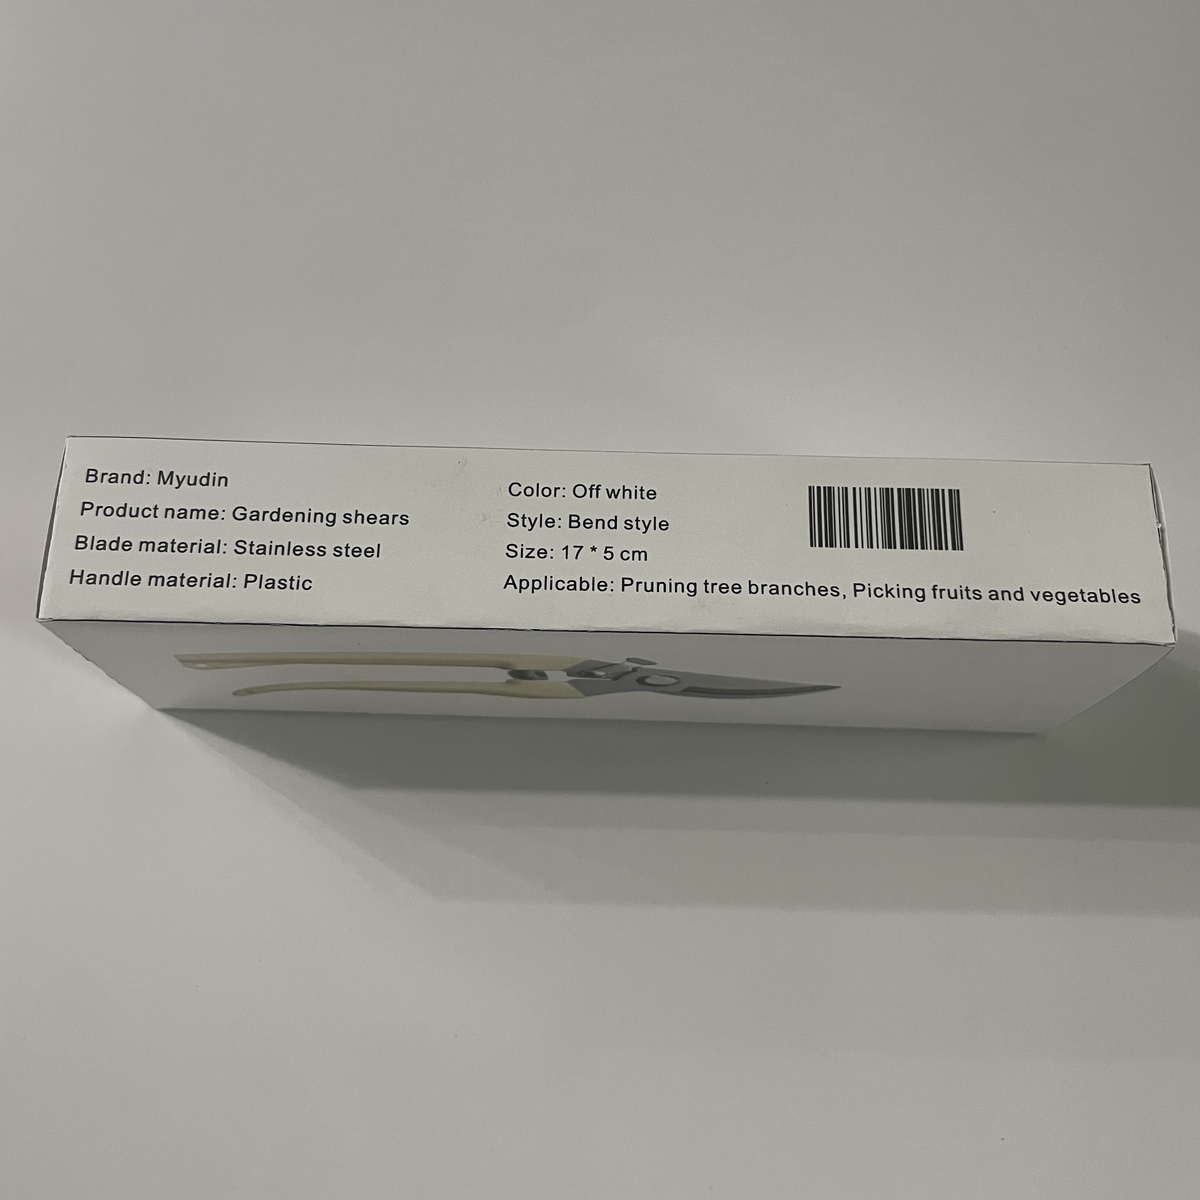 Brand: Myudin
Product name: Gardening shears
Blade material: Stainless steel
Handle material: Plastic
Color: Off white
Style: Bend style
Size: 17 * 5 cm
Applicable: Pruning tree branches, Picking fruits and vegetables